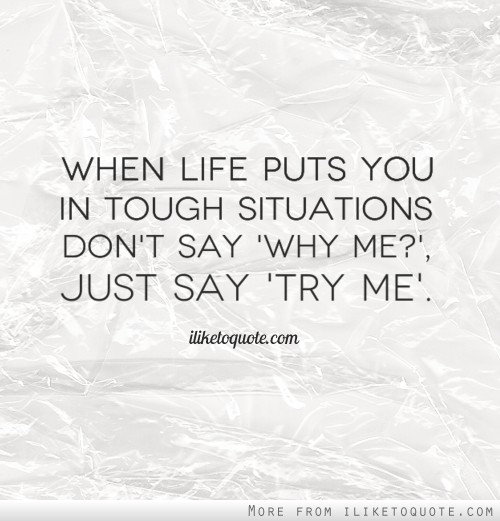 WHEN LIFE PUTS YOU
IN TOUGH SITUATIONS
DON'T SAY 'WHY ME?',
JUST SAY 'TRY ME'.
iliketoquote.com
MORE FROM ILIKETOQUOTE.COM